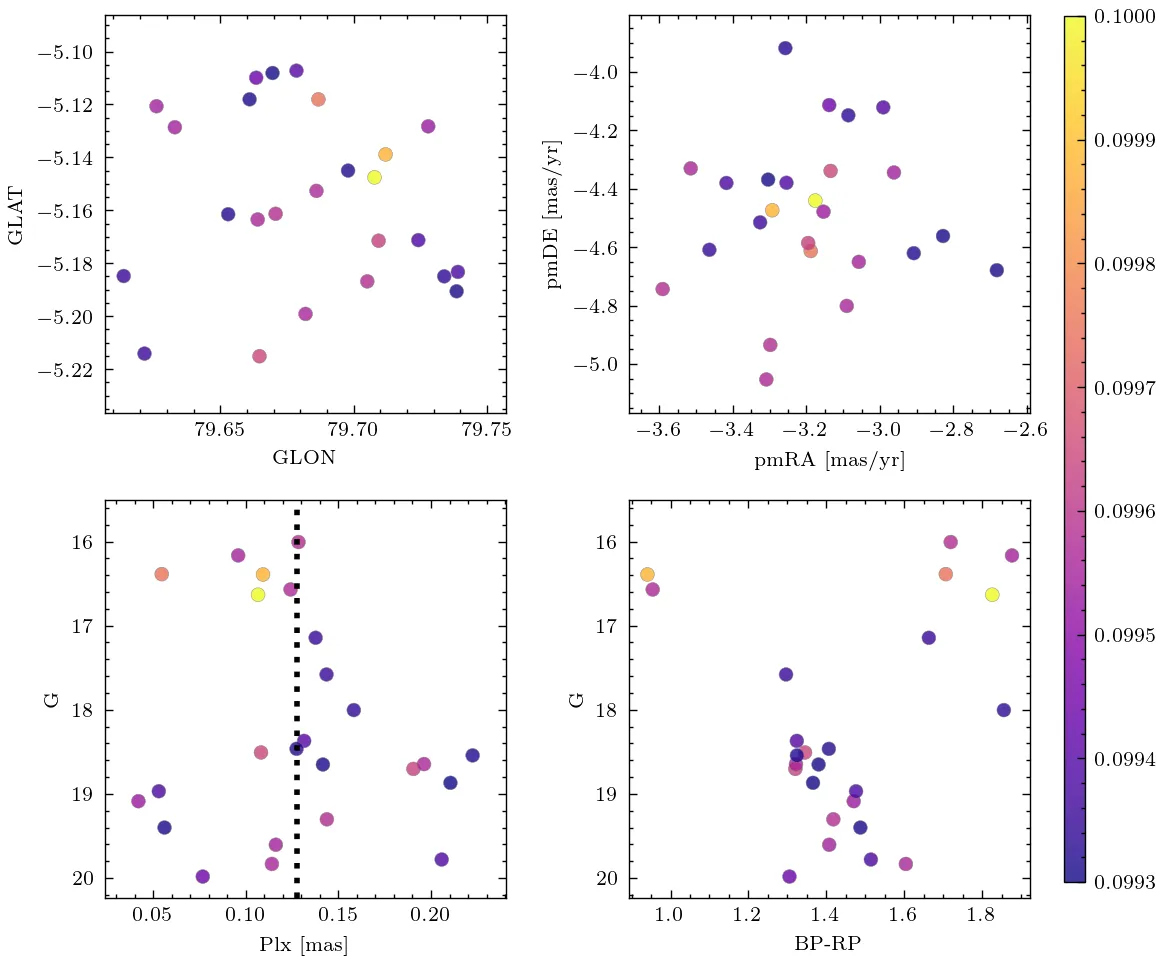 −5.10
−5.12
−5.14
−5.16
−5.18
−5.20
−5.22
GLAT
79.65 79.70 79.75
GLON
−4.0
−4.2
−4.4
−4.6
−4.8
−5.0
pmDE [mas/yr]
−3.6 −3.4 −3.2 −3.0 −2.8 −2.6
pmRA [mas/yr]
16
17
18
19
20
G
0.05 0.10 0.15 0.20
Plx [mas]
16
17
18
19
20
G
1.0 1.2 1.4 1.6 1.8
BP-RP
0.1000
0.0999
0.0998
0.0997
0.0996
0.0995
0.0994
0.0993